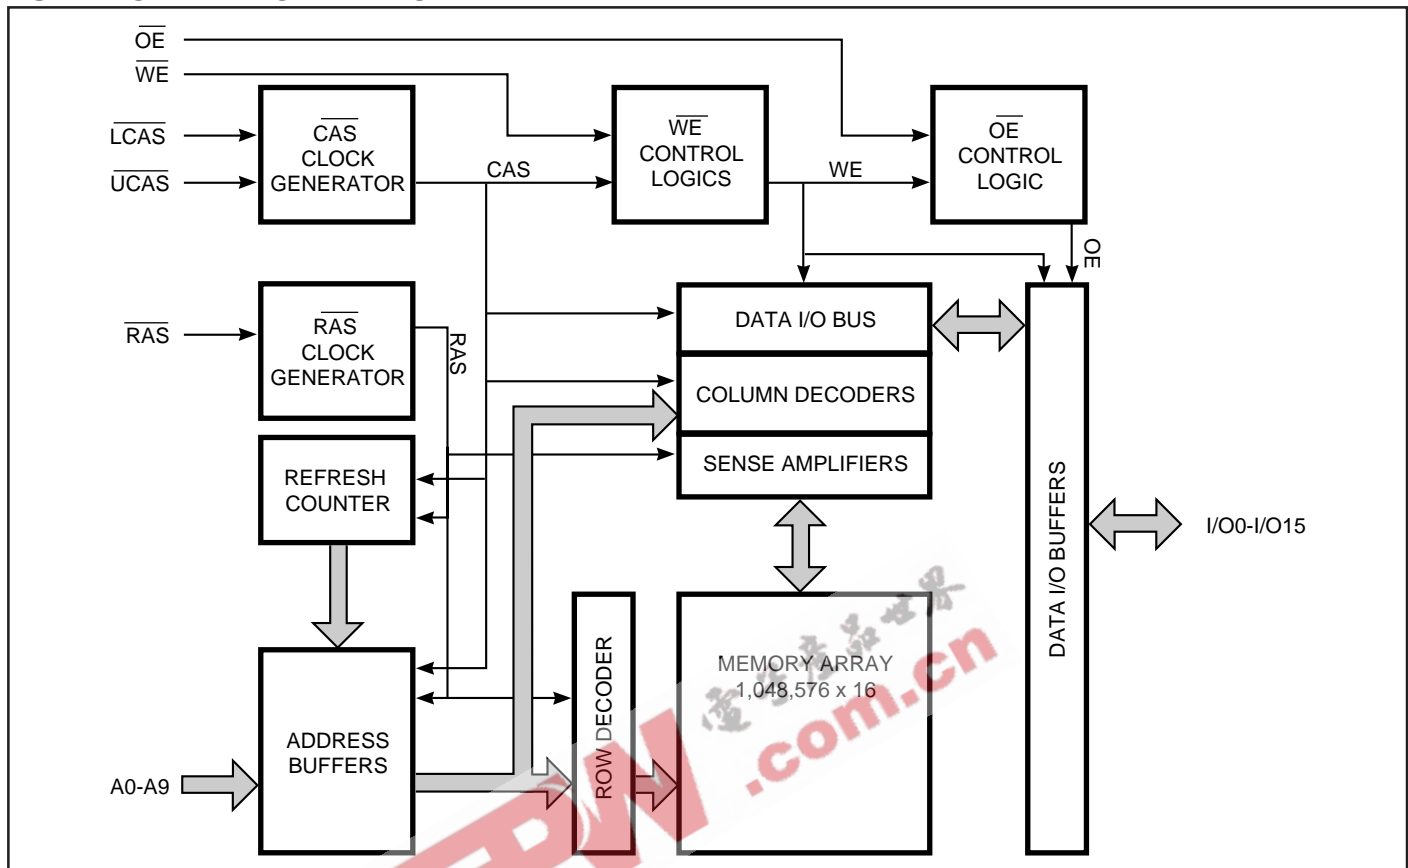 OE
WE
LCAS
UCAS
CAS
CLOCK
GENERATOR
CAS
WE
CONTROL
LOGICS
WE
OE
CONTROL
LOGIC
OE
RAS
RAS
CLOCK
GENERATOR
RAS
DATA I/O BUS
COLUMN DECODERS
SENSE AMPLIFIERS
REFRESH
COUNTER
DATA I/O BUFFERS
I/O0-I/O15
ROW DECODER
MEMORY ARRAY
1,048,576 x 16
ADDRESS
BUFFERS
A0-A9
.com.cn